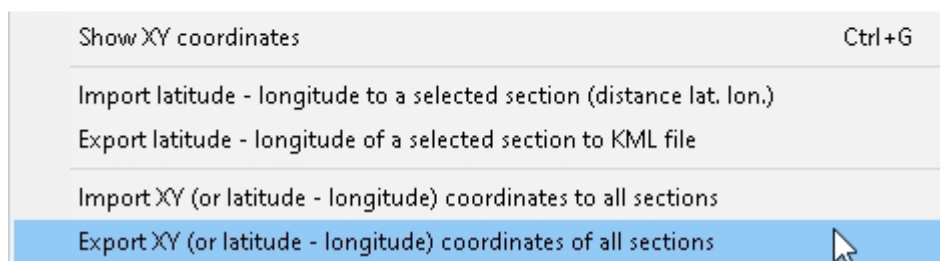 Show XY coordinates Ctrl+G
Import latitude - longitude to a selected section (distance lat. lon.)
Export latitude - longitude of a selected section to KML file
Import XY (or latitude - longitude) coordinates to all sections
Export XY (or latitude - longitude) coordinates of all sections